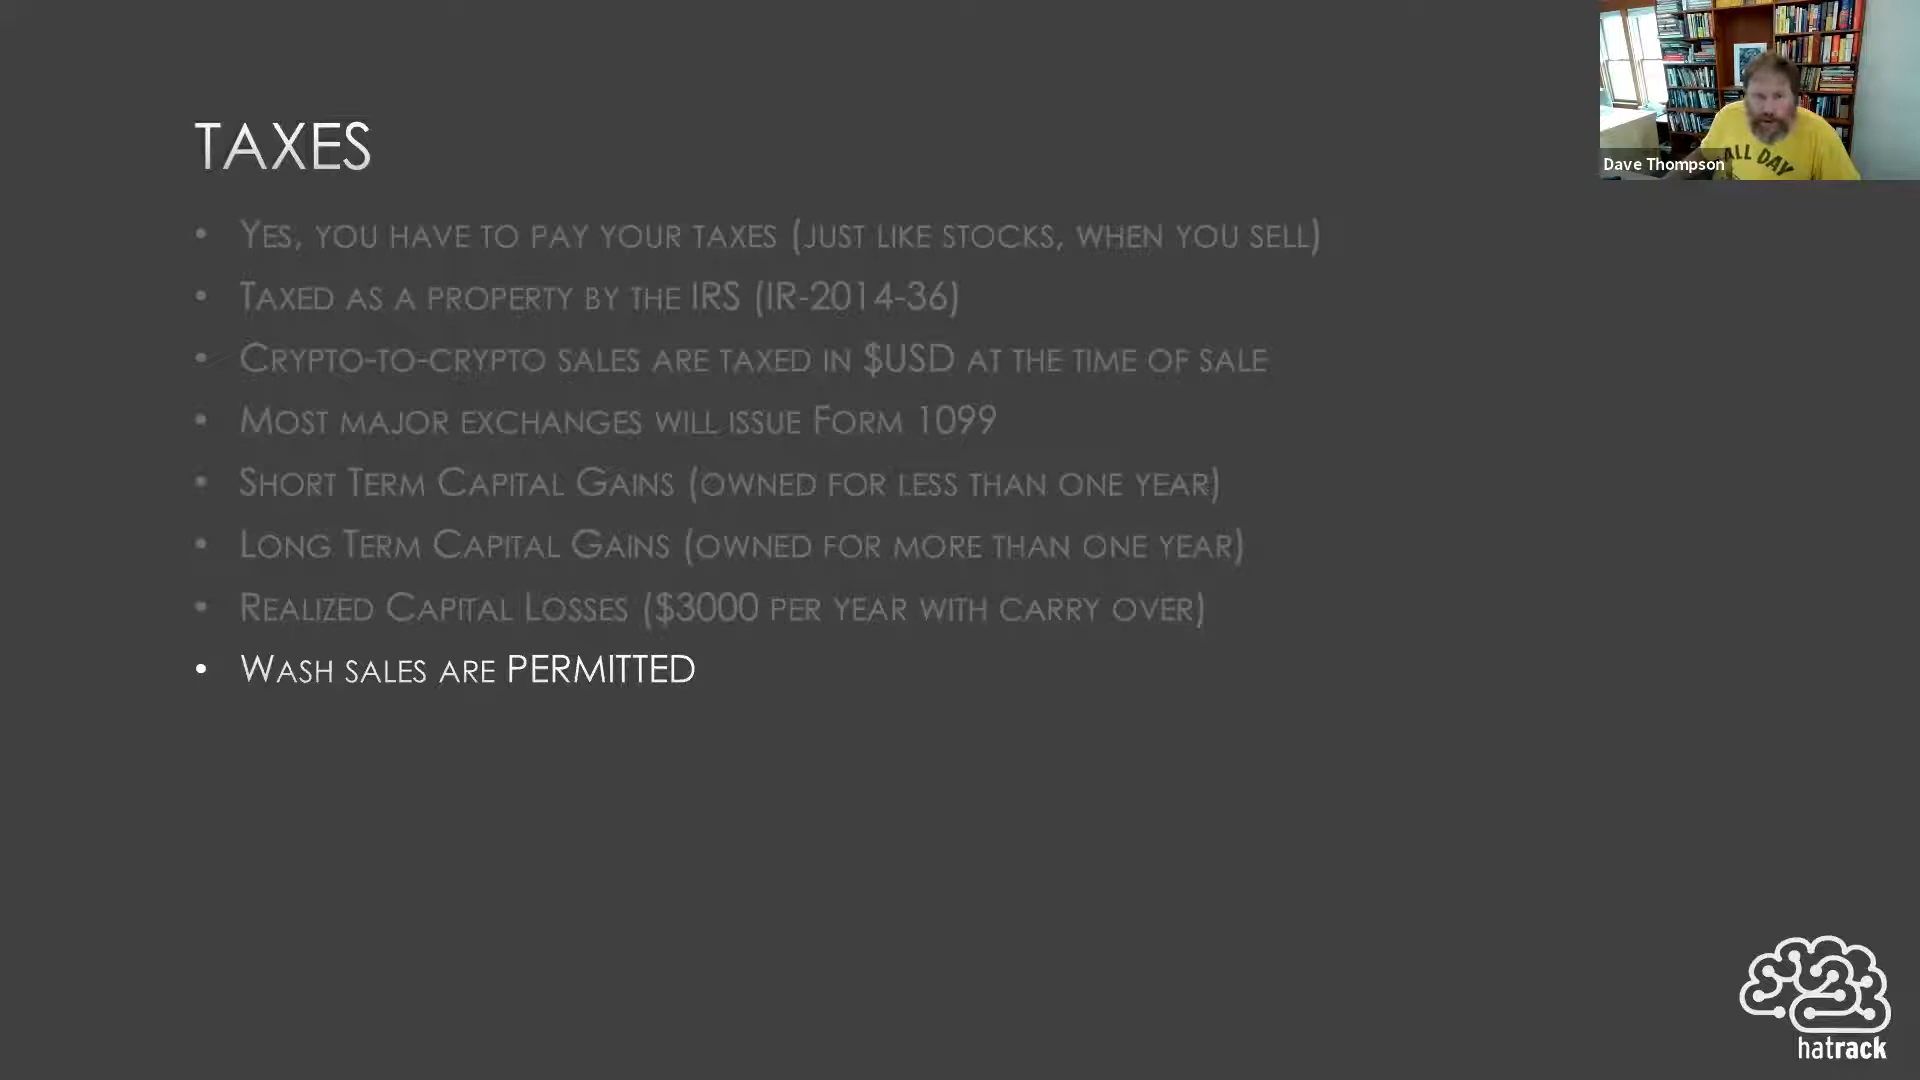 TAXES
• Yes, you have to pay your taxes (just like stocks, when you sell)
• Taxed as a property by the IRS (IR-2014-36)
• Crypto-to-crypto sales are taxed in $USD at the time of sale
• Most major exchanges will issue Form 1099
• Short Term Capital Gains (owned for less than one year)
• Long Term Capital Gains (owned for more than one year)
• Realized Capital Losses ($3000 per year with carry over)
• Wash sales are PERMITTED
ALL DAY
Dave Thompson
hatrack